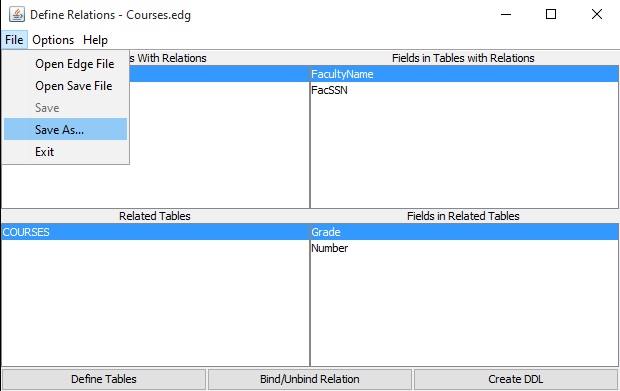 Define Relations - Courses.edg
File Options Help
s With Relations
Fields in Tables with Relations
Open Edge File
Open Save File
Save
Save As...
Exit
FacultyName
FacSSN
Related Tables
Fields in Related Tables
COURSES
Grade
Number
Define Tables
Bind/Unbind Relation
Create DDL